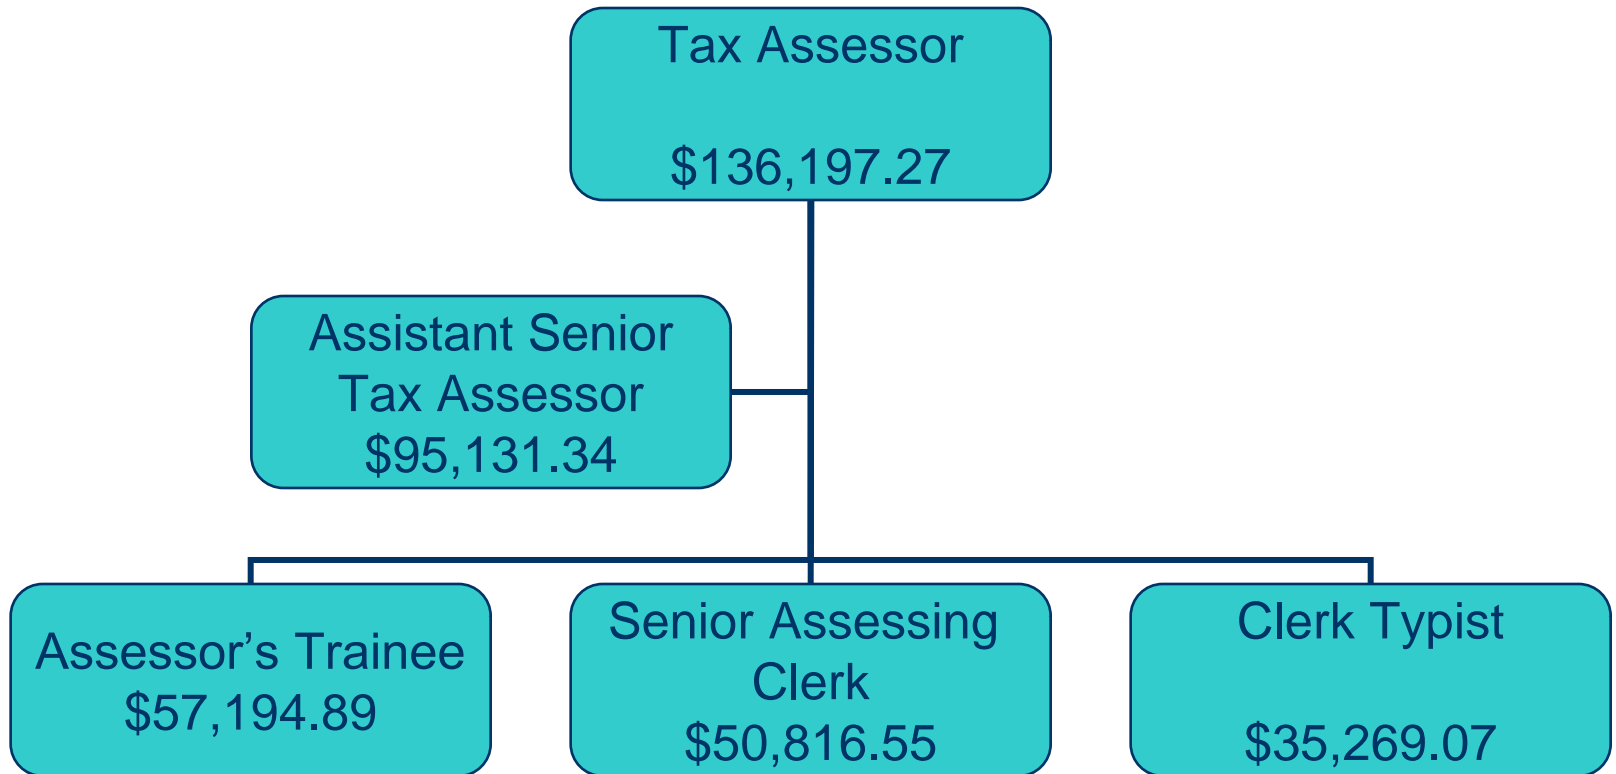 Tax Assessor
$136,197.27
Assistant Senior
Tax Assessor
$95,131.34
Assessor’s Trainee
$57,194.89
Senior Assessing
Clerk
$50,816.55
Clerk Typist
$35,269.07